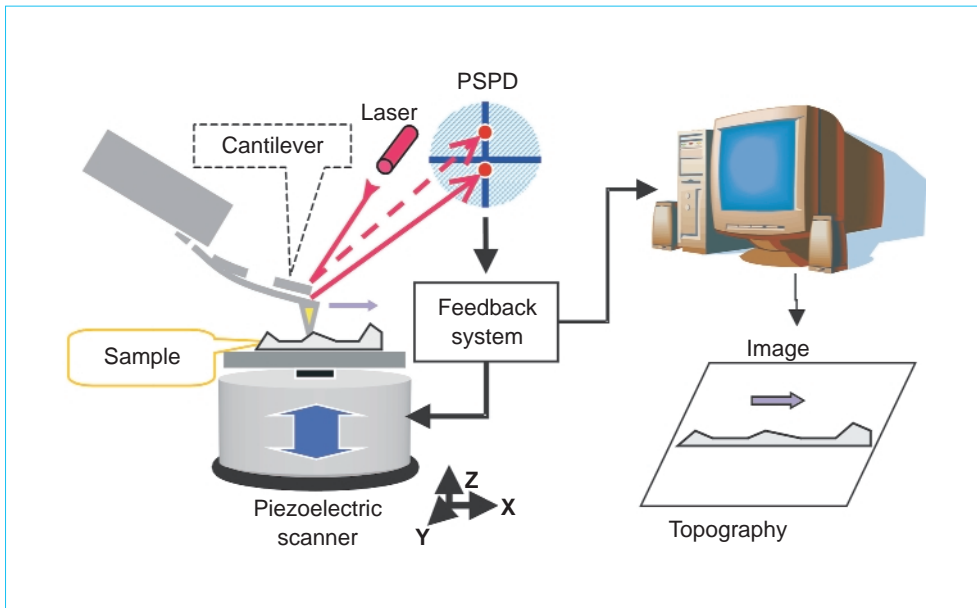 PSPD
Laser
Cantilever
Feedback
system
Sample
Image
Z
X
Y
Piezoelectric
scanner
Topography